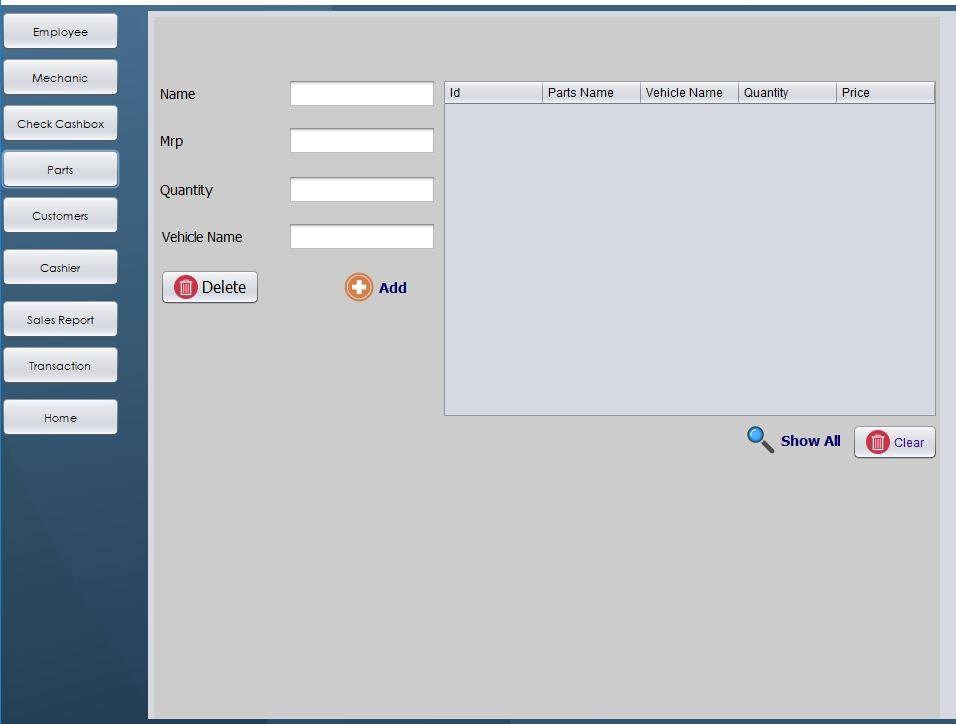 Employee
Mechanic
Check Cashbox
Parts
Customers
Cashier
Sales Report
Transaction
Home
Name
Mrp
Quantity
Vehicle Name
Delete
Add
Id Parts Name Vehicle Name Quantity Price
Show All Clear